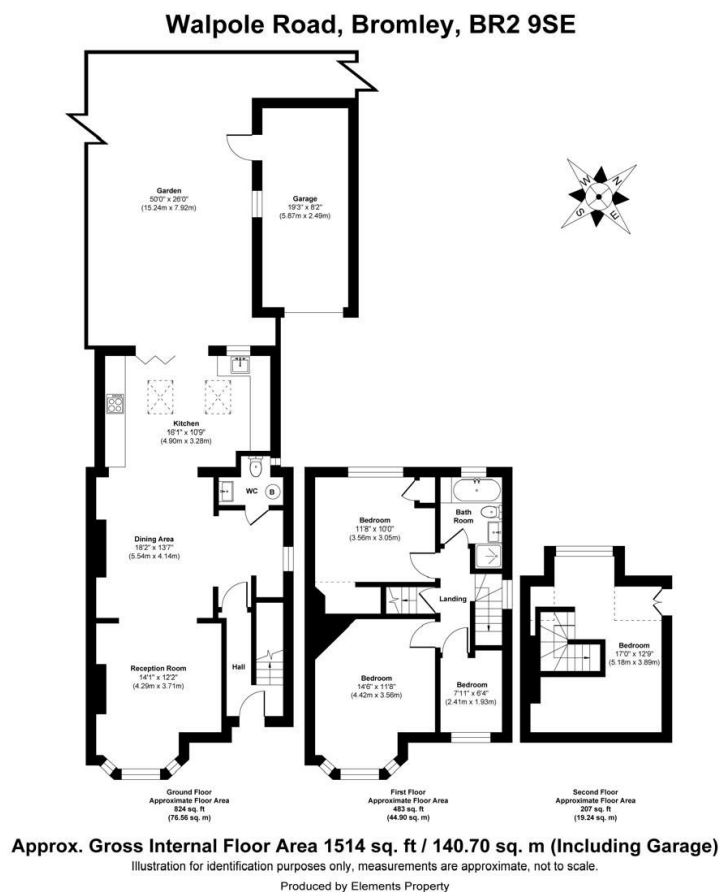 Walpole Road, Bromley, BR2 9SE
Garden
50'0" x 26'0"
(15.24m x 7.92m)
Garage
19'3" x 8'2"
(5.87m x 2.49m)
W
N
S
E
Kitchen
16'1" x 10'9"
(4.90m x 3.28m)
WC
B
Dining Area
18'2" x 13'7"
(5.54m x 4.14m)
Reception Room
14'1" x 12'2"
(4.29m x 3.71m)
Hall
Bedroom
11'8" x 10'0"
(3.56m x 3.05m)
Bath
Room
Landing
Bedroom
14'6" x 11'8"
(4.42m x 3.56m)
Bedroom
7'11" x 6'4"
(2.41m x 1.93m)
Bedroom
17'0" x 12'9"
(5.18m x 3.89m)
Ground Floor
Approximate Floor Area
824 sq. ft
(76.56 sq. m)
First Floor
Approximate Floor Area
483 sq. ft
(44.90 sq. m)
Second Floor
Approximate Floor Area
207 sq. ft
(19.24 sq. m)
Approx. Gross Internal Floor Area 1514 sq. ft / 140.70 sq. m (Including Garage)
Illustration for identification purposes only, measurements are approximate, not to scale.
Produced by Elements Property